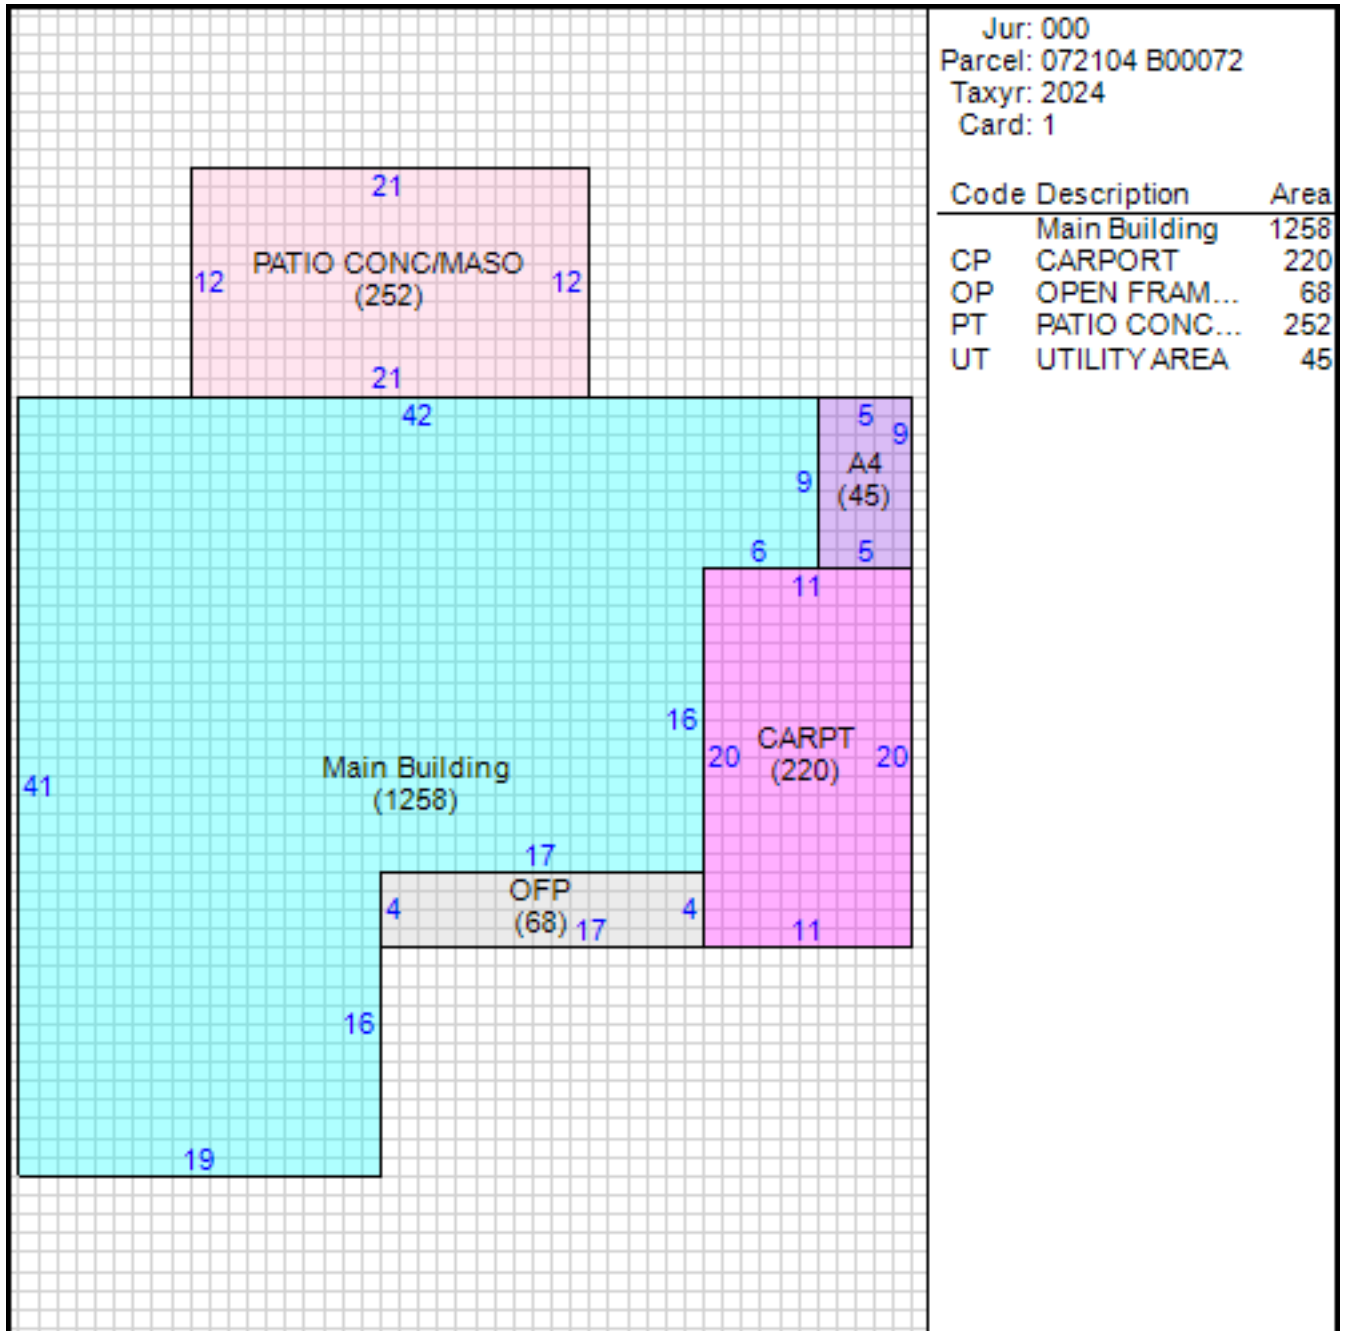 Jur: 000
Parcel: 072104 B00072
Taxyr: 2024
Card: 1
Code Description Area
Main Building 1258
CP CARPORT 220
OP OPEN FRAM... 68
PT PATIO CONC... 252
UT UTILITY AREA 45
21
PATIO CONC/MASO
12 12
(252)
21
42
5
9
A4
9
(45)
6
5
11
16
CARPT
20 20
(220)
Main Building
41
(1258)
17
OFP
4 4
(68) 17
11
16
19